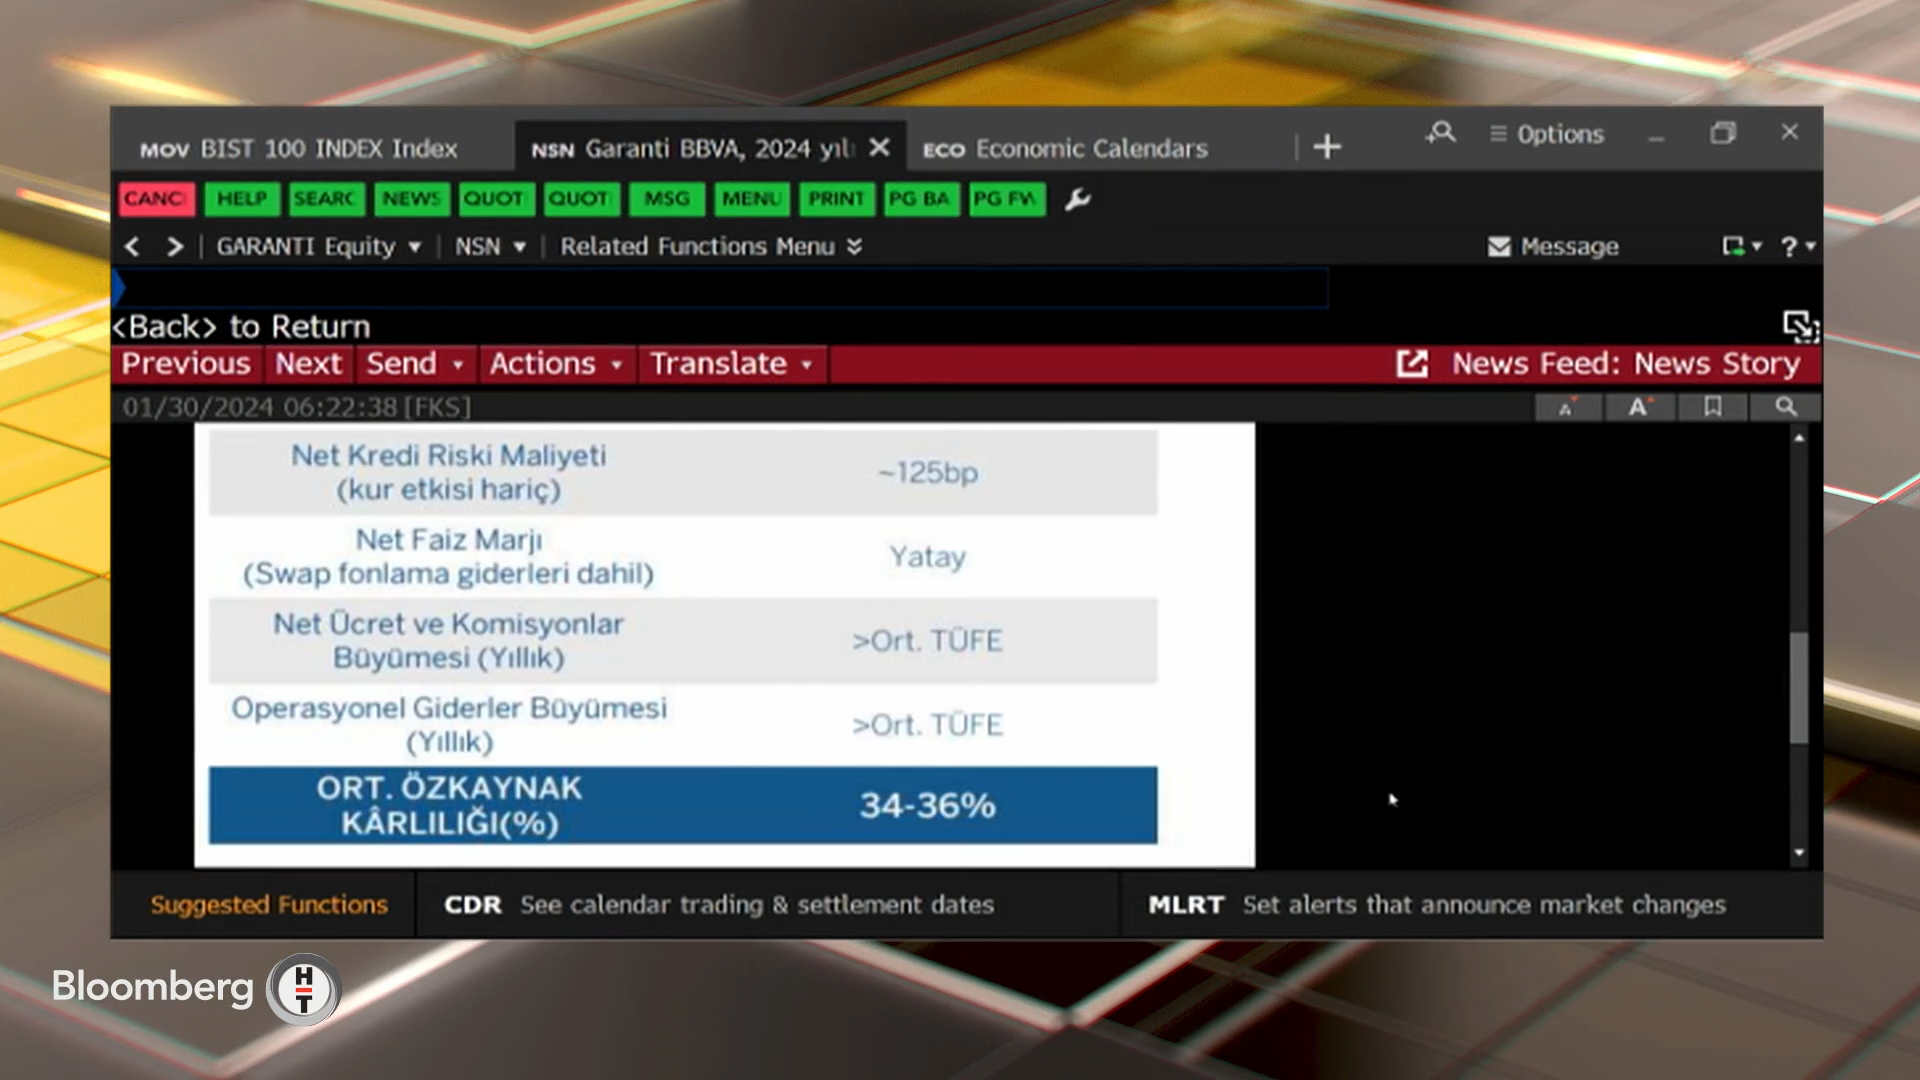 MOV BIST 100 INDEX Index
NSN Garanti BBVA, 2024 yılı
ECO Economic Calendars
Options
CANC HELP SEARC NEWS QUOT QUOT MSG MENU PRINT PG BA PG FW
GARANTI Equity NSN Related Functions Menu
Message
?
<Back> to Return
Previous Next Send Actions Translate
News Feed: News Story
01/30/2024 06:22:38 [FKS]
A A
Net Kredi Riski Maliyeti
(kur etkisi hariç)
~125bp
Net Faiz Marjı
(Swap fonlama giderleri dahil)
Yatay
Net Ücret ve Komisyonlar
Büyümesi (Yıllık)
>Ort. TÜFE
Operasyonel Giderler Büyümesi
(Yıllık)
>Ort. TÜFE
ORT. ÖZKAYNAK
KÂRLILIĞI(%)
34-36%
Suggested Functions
CDR See calendar trading & settlement dates
MLRT Set alerts that announce market changes
Bloomberg HT